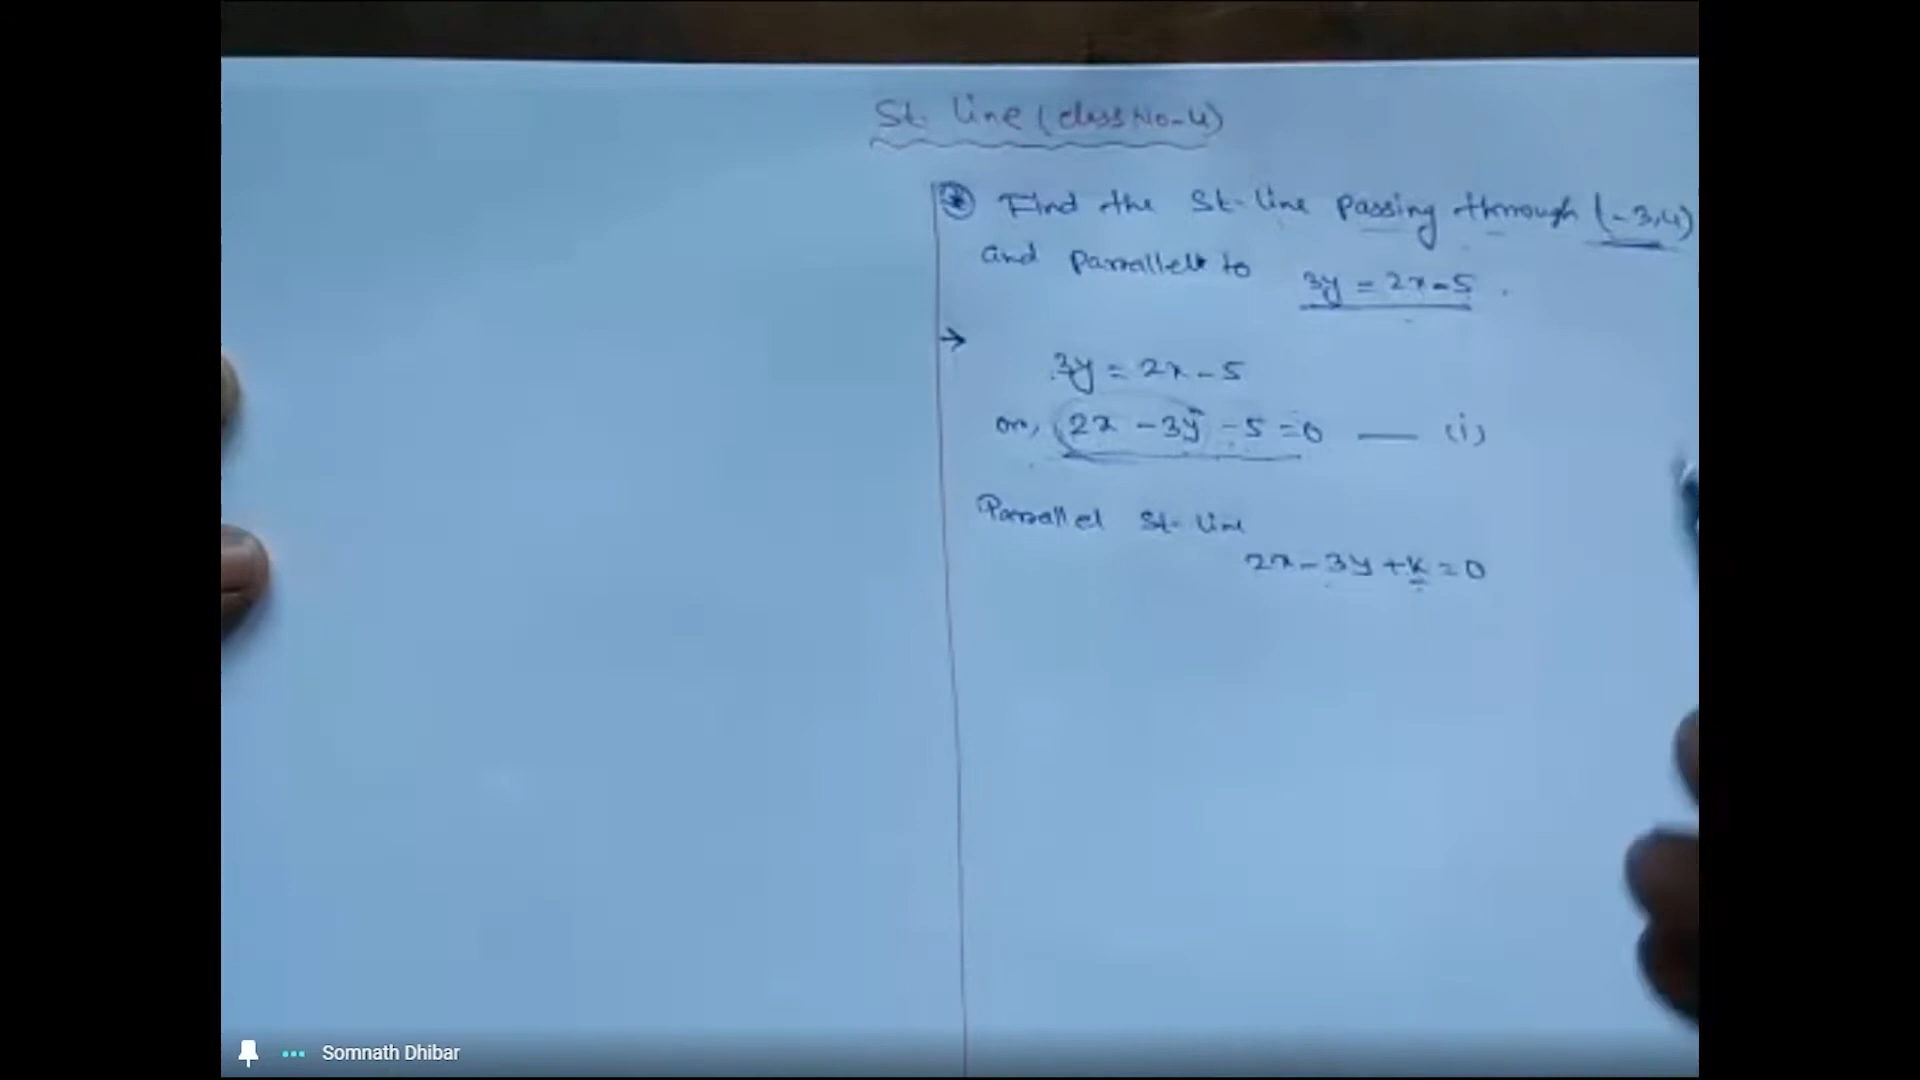 St. line (class No-4)
* Find the St-line passing through (-3,4)
and parallel to 3y = 2x-5.
→
3y = 2x - 5
or, 2x - 3y - 5 = 0 — (i)
Parallel St-line
2x - 3y + k = 0
Somnath Dhibar